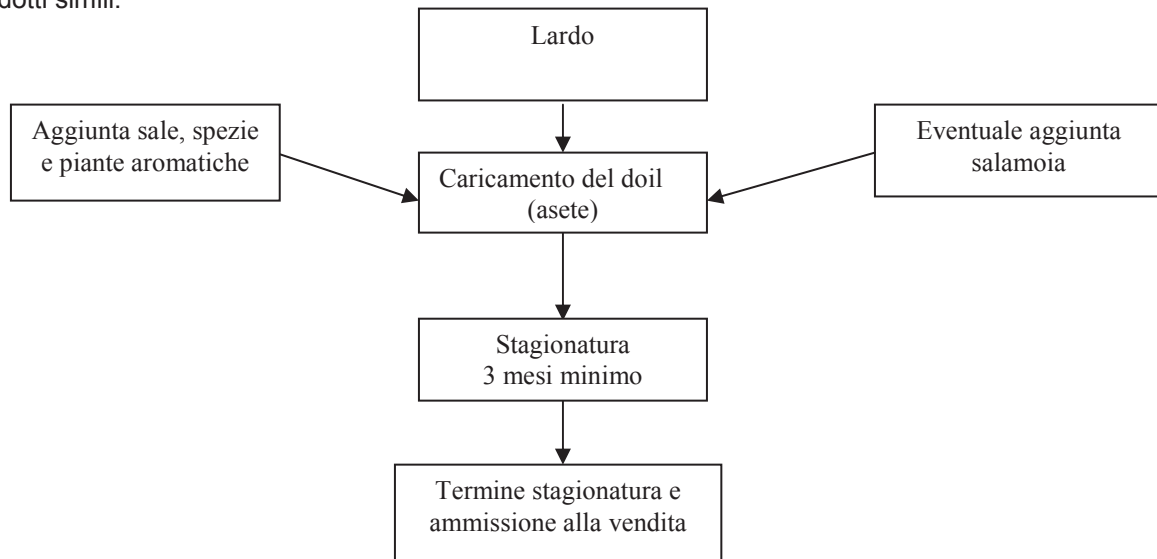 dotti simili.
Lardo
Aggiunta sale, spezie
e piante aromatiche
Eventuale aggiunta
salamoia
Caricamento del doil
(asete)
Stagionatura
3 mesi minimo
Termine stagionatura e
ammissione alla vendita